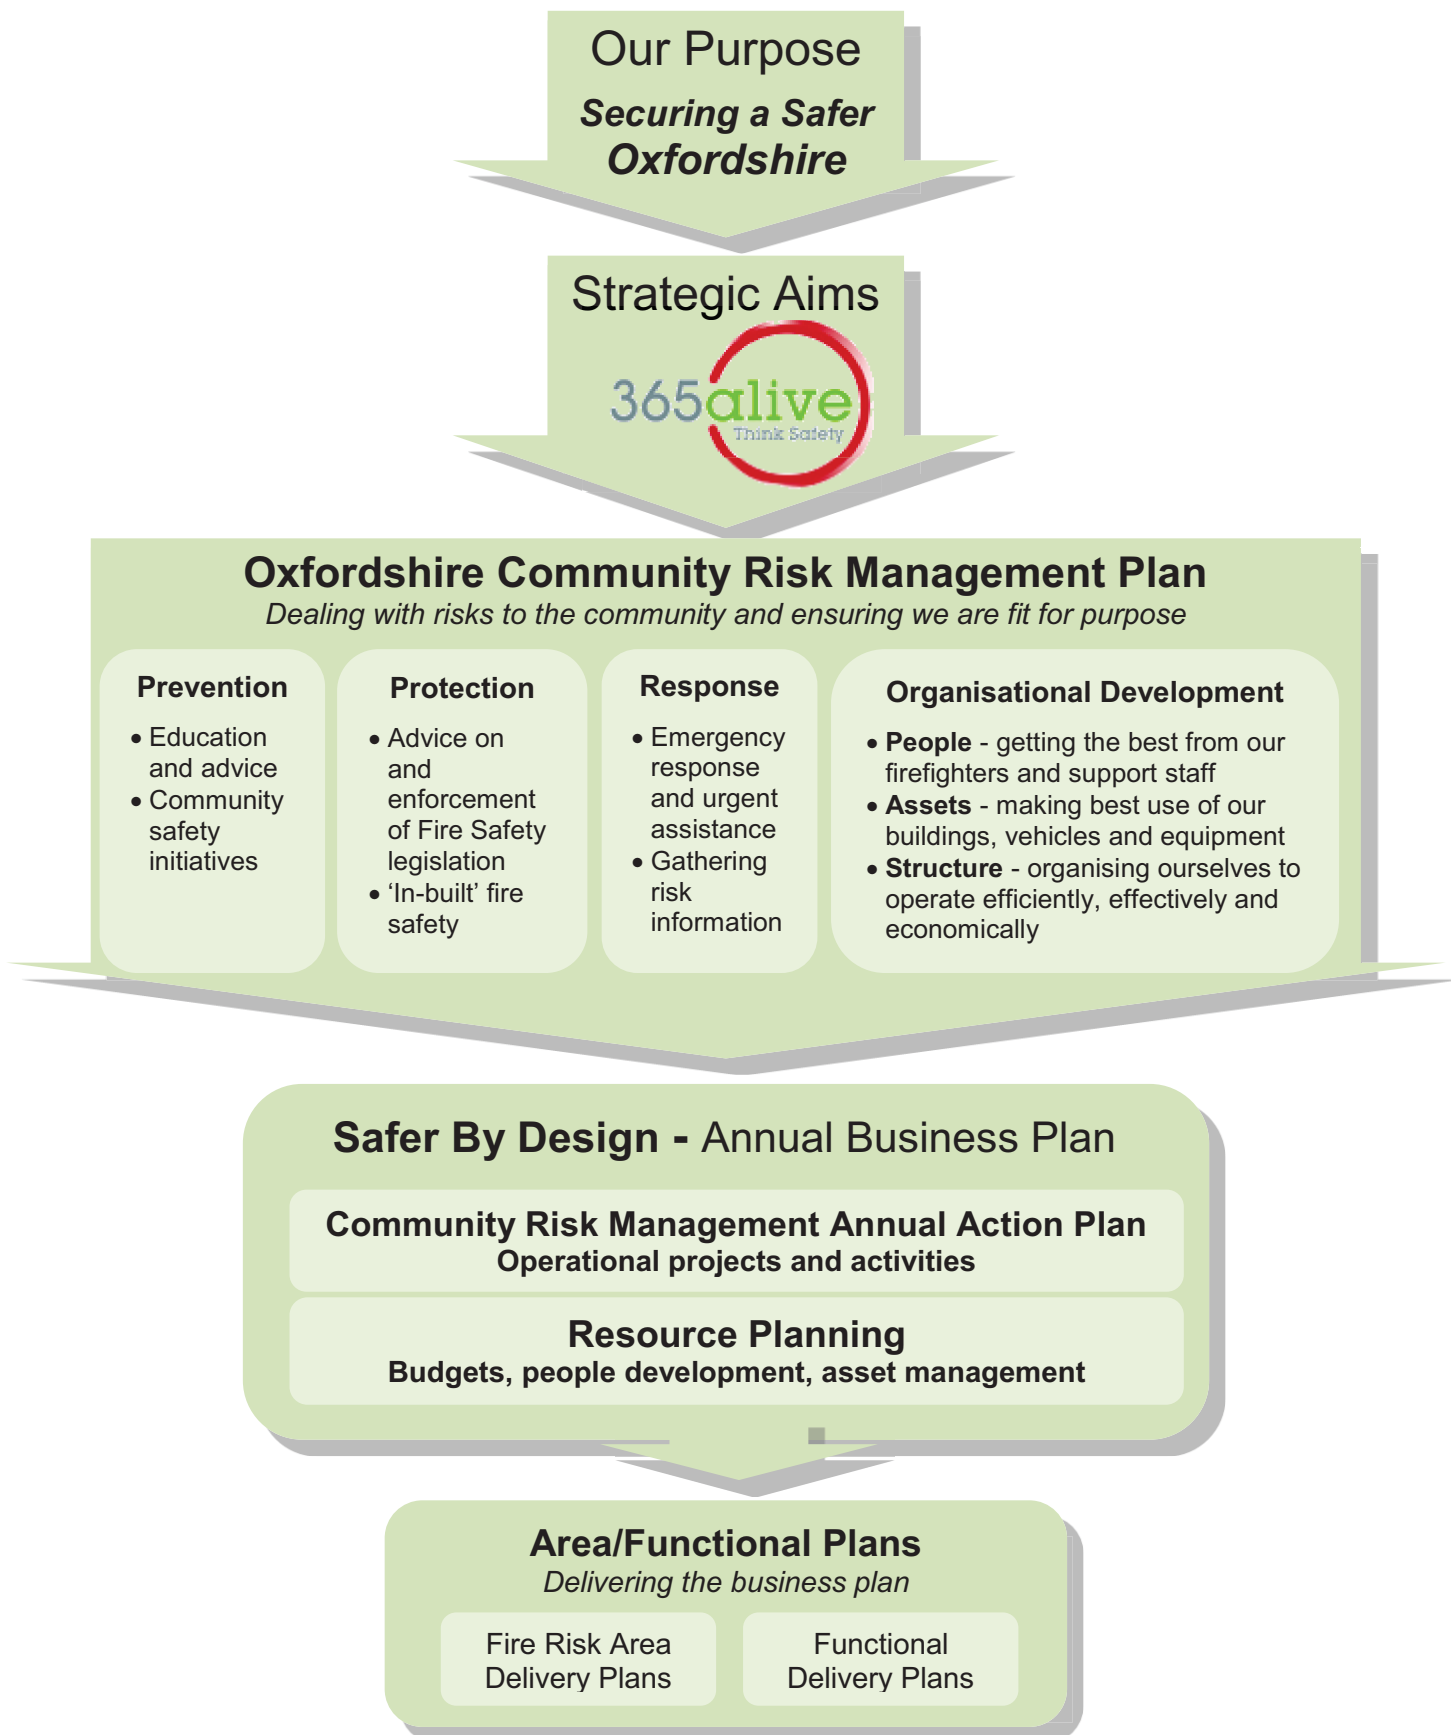 Our Purpose
Securing a Safer
Oxfordshire
Strategic Aims
365alive
Think Safety
Oxfordshire Community Risk Management Plan
Dealing with risks to the community and ensuring we are fit for purpose
Prevention
• Education
and advice
• Community
safety
initiatives
Protection
• Advice on
and
enforcement
of Fire Safety
legislation
• ‘In-built’ fire
safety
Response
• Emergency
response
and urgent
assistance
• Gathering
risk
information
Organisational Development
• People - getting the best from our
firefighters and support staff
• Assets - making best use of our
buildings, vehicles and equipment
• Structure - organising ourselves to
operate efficiently, effectively and
economically
Safer By Design - Annual Business Plan
Community Risk Management Annual Action Plan
Operational projects and activities
Resource Planning
Budgets, people development, asset management
Area/Functional Plans
Delivering the business plan
Fire Risk Area
Delivery Plans
Functional
Delivery Plans